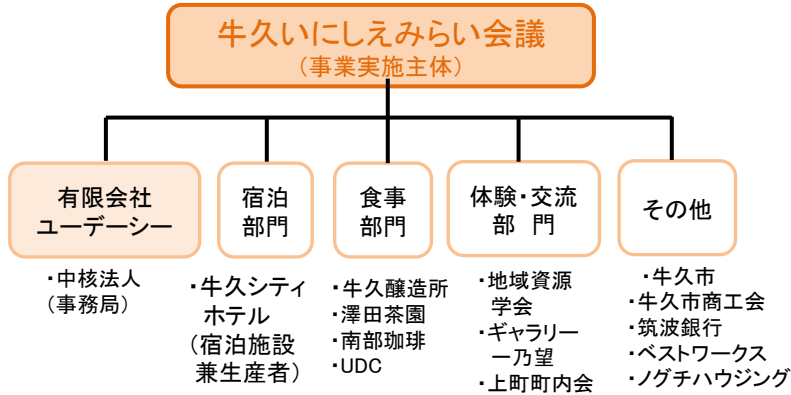 牛久いにしえみらい会議
(事業実施主体)
有限会社
ユーデーシー
・中核法人
(事務局)
宿泊
部門
・牛久シティ
ホテル
(宿泊施設
兼生産者)
食事
部門
・牛久醸造所
・澤田茶園
・南部珈琲
・UDC
体験・交流
部 門
・地域資源
学会
・ギャラリー
一乃望
・上町町内会
その他
・牛久市
・牛久市商工会
・筑波銀行
・ベストワークス
・ノグチハウジング